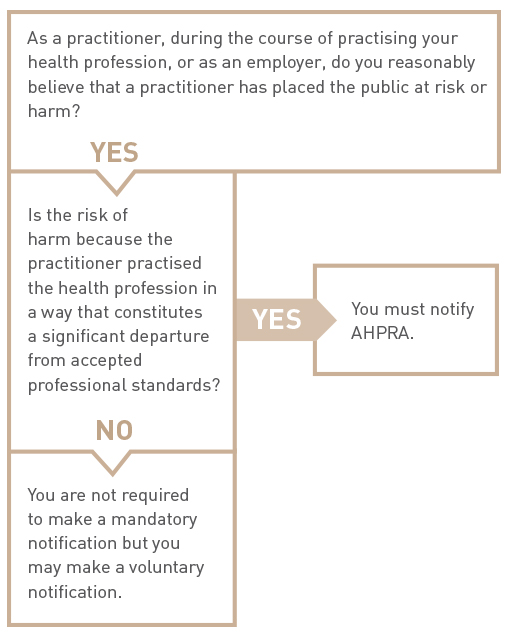 As a practitioner, during the course of practising your
health profession, or as an employer, do you reasonably
believe that a practitioner has placed the public at risk or
harm?
YES
Is the risk of
harm because the
practitioner practised
the health profession in
a way that constitutes
a significant departure
from accepted
professional standards?
YES
You must notify
AHPRA.
NO
You are not required
to make a mandatory
notification but you
may make a voluntary
notification.